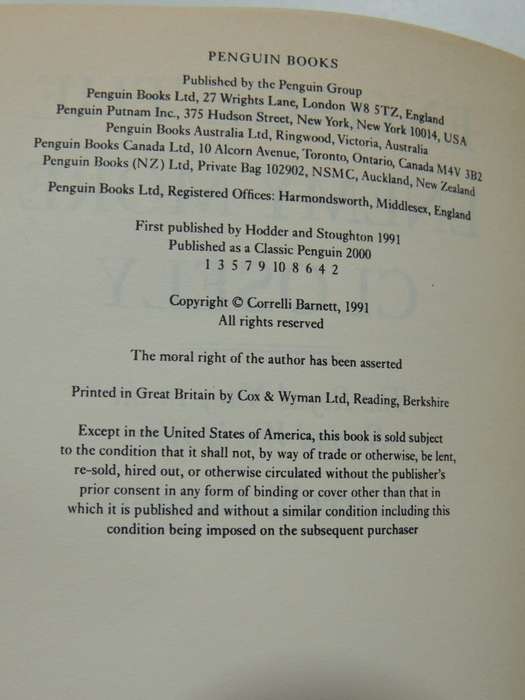 PENGUIN BOOKS
Published by the Penguin Group
Penguin Books Ltd, 27 Wrights Lane, London W8 5TZ, England
Penguin Putnam Inc., 375 Hudson Street, New York, New York 10014, USA
Penguin Books Australia Ltd, Ringwood, Victoria, Australia
Penguin Books Canada Ltd, 10 Alcorn Avenue, Toronto, Ontario, Canada M4V 3B2
Penguin Books (NZ) Ltd, Private Bag 102902, NSMC, Auckland, New Zealand
Penguin Books Ltd, Registered Offices: Harmondsworth, Middlesex, England
First published by Hodder and Stoughton 1991
Published as a Classic Penguin 2000
1 3 5 7 9 10 8 6 4 2
Copyright © Correlli Barnett, 1991
All rights reserved
The moral right of the author has been asserted
Printed in Great Britain by Cox & Wyman Ltd, Reading, Berkshire
Except in the United States of America, this book is sold subject
to the condition that it shall not, by way of trade or otherwise, be lent,
re-sold, hired out, or otherwise circulated without the publisher's
prior consent in any form of binding or cover other than that in
which it is published and without a similar condition including this
condition being imposed on the subsequent purchaser